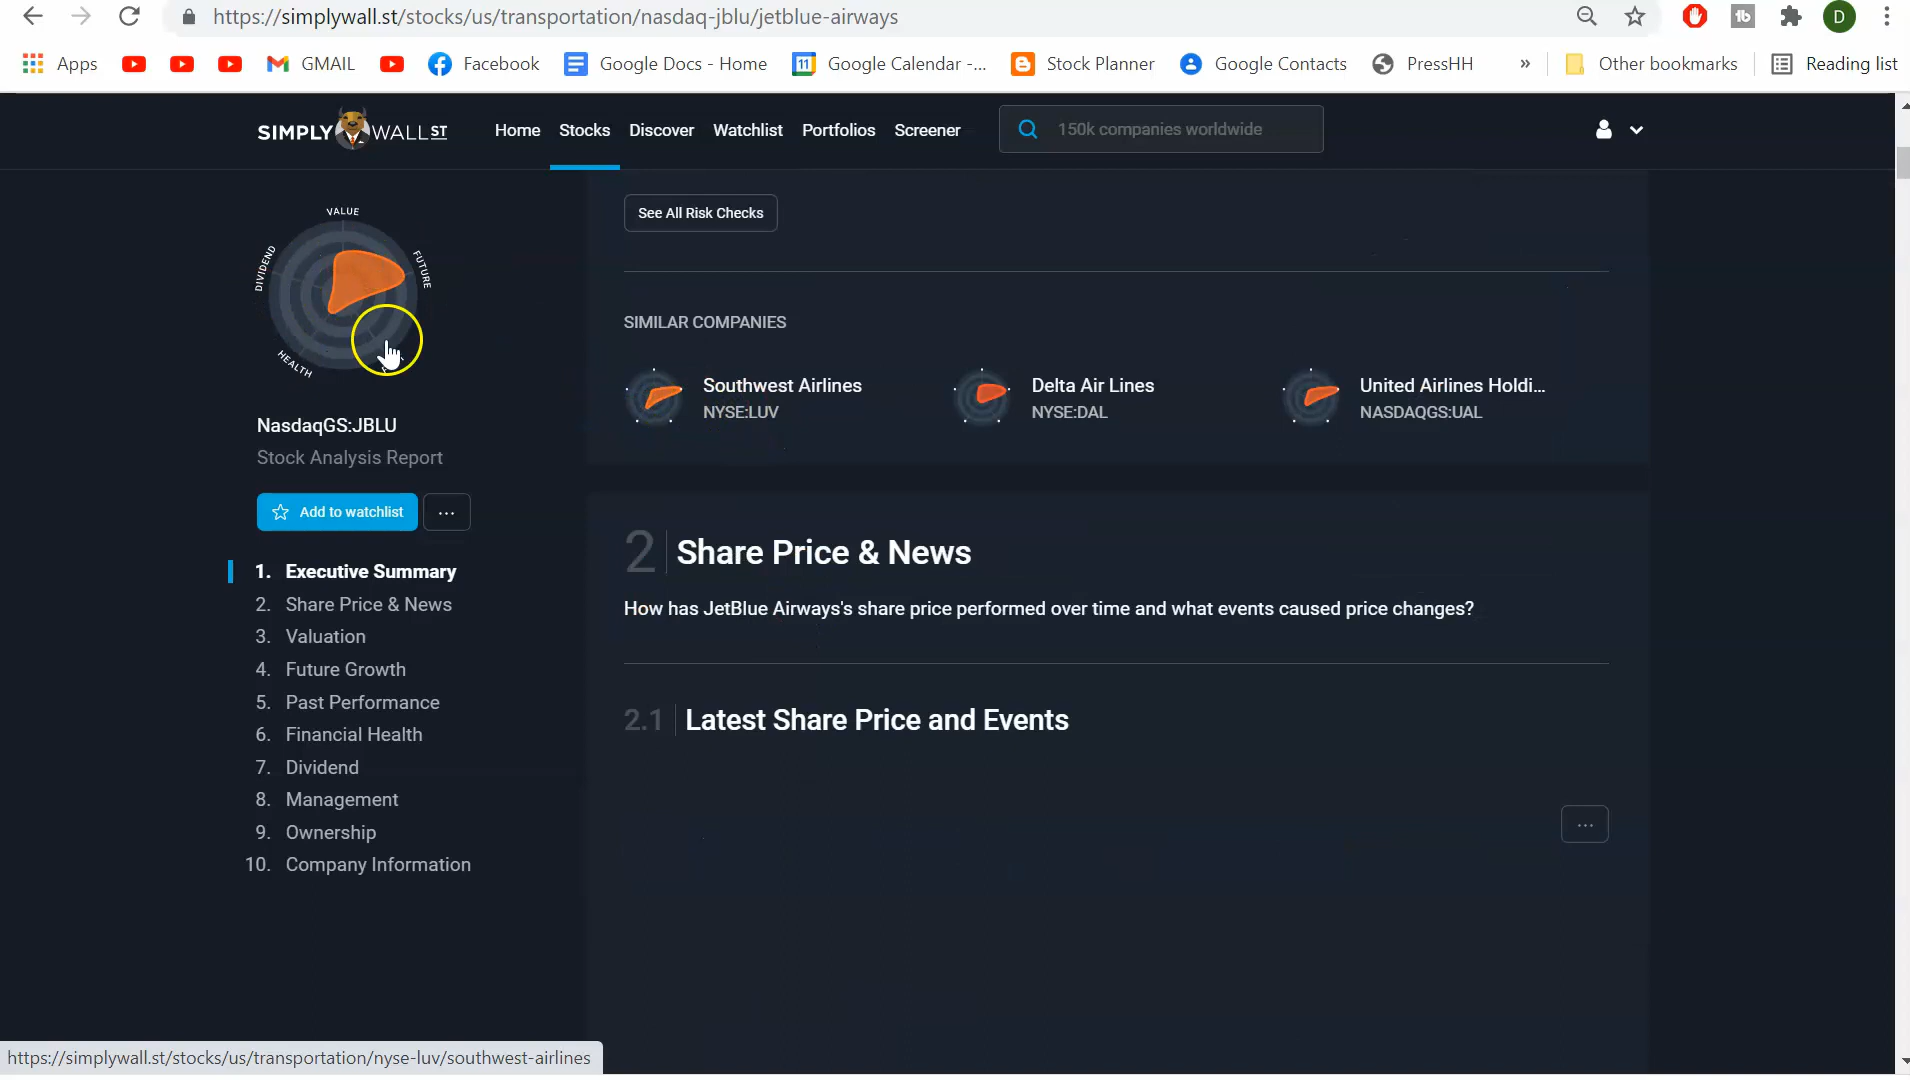 https://simplywall.st/stocks/us/transportation/nasdaq-jblu/jetblue-airways
tb
D
Apps
GMAIL
Facebook
Google Docs - Home
11
Google Calendar -...
Stock Planner
Google Contacts
PressHH
»
Other bookmarks
Reading list
SIMPLY WALL ST
Home
Stocks
Discover
Watchlist
Portfolios
Screener
150k companies worldwide
VALUE
FUTURE
HEALTH
DIVIDEND
NasdaqGS:JBLU
Stock Analysis Report
Add to watchlist
...
1. Executive Summary
2. Share Price & News
3. Valuation
4. Future Growth
5. Past Performance
6. Financial Health
7. Dividend
8. Management
9. Ownership
10. Company Information
See All Risk Checks
SIMILAR COMPANIES
Southwest Airlines
NYSE:LUV
Delta Air Lines
NYSE:DAL
United Airlines Holdi...
NASDAQGS:UAL
2 Share Price & News
How has JetBlue Airways's share price performed over time and what events caused price changes?
2.1 Latest Share Price and Events
...
https://simplywall.st/stocks/us/transportation/nyse-luv/southwest-airlines